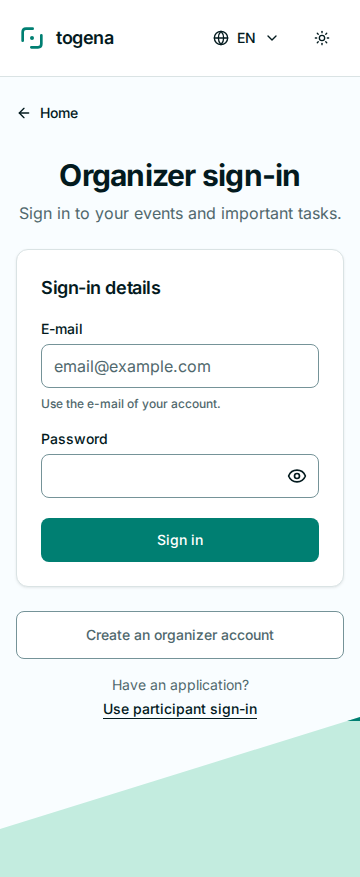 togena
EN
Home
Organizer sign-in
Sign in to your events and important tasks.
Sign-in details
E-mail
email@example.com
Use the e-mail of your account.
Password
Sign in
Create an organizer account
Have an application?
Use participant sign-in